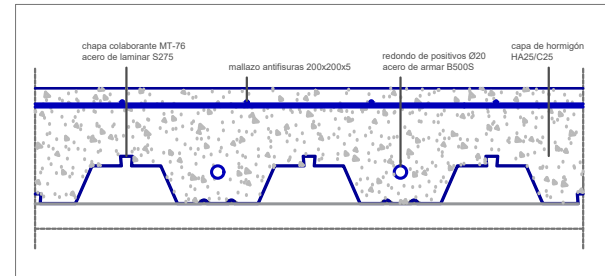 chapa colaborante MT-76
acero de laminar S275
mallazo antifisuras 200x200x5
redondo de positivos Ø20
acero de armar B500S
capa de hormigón
HA25/C25